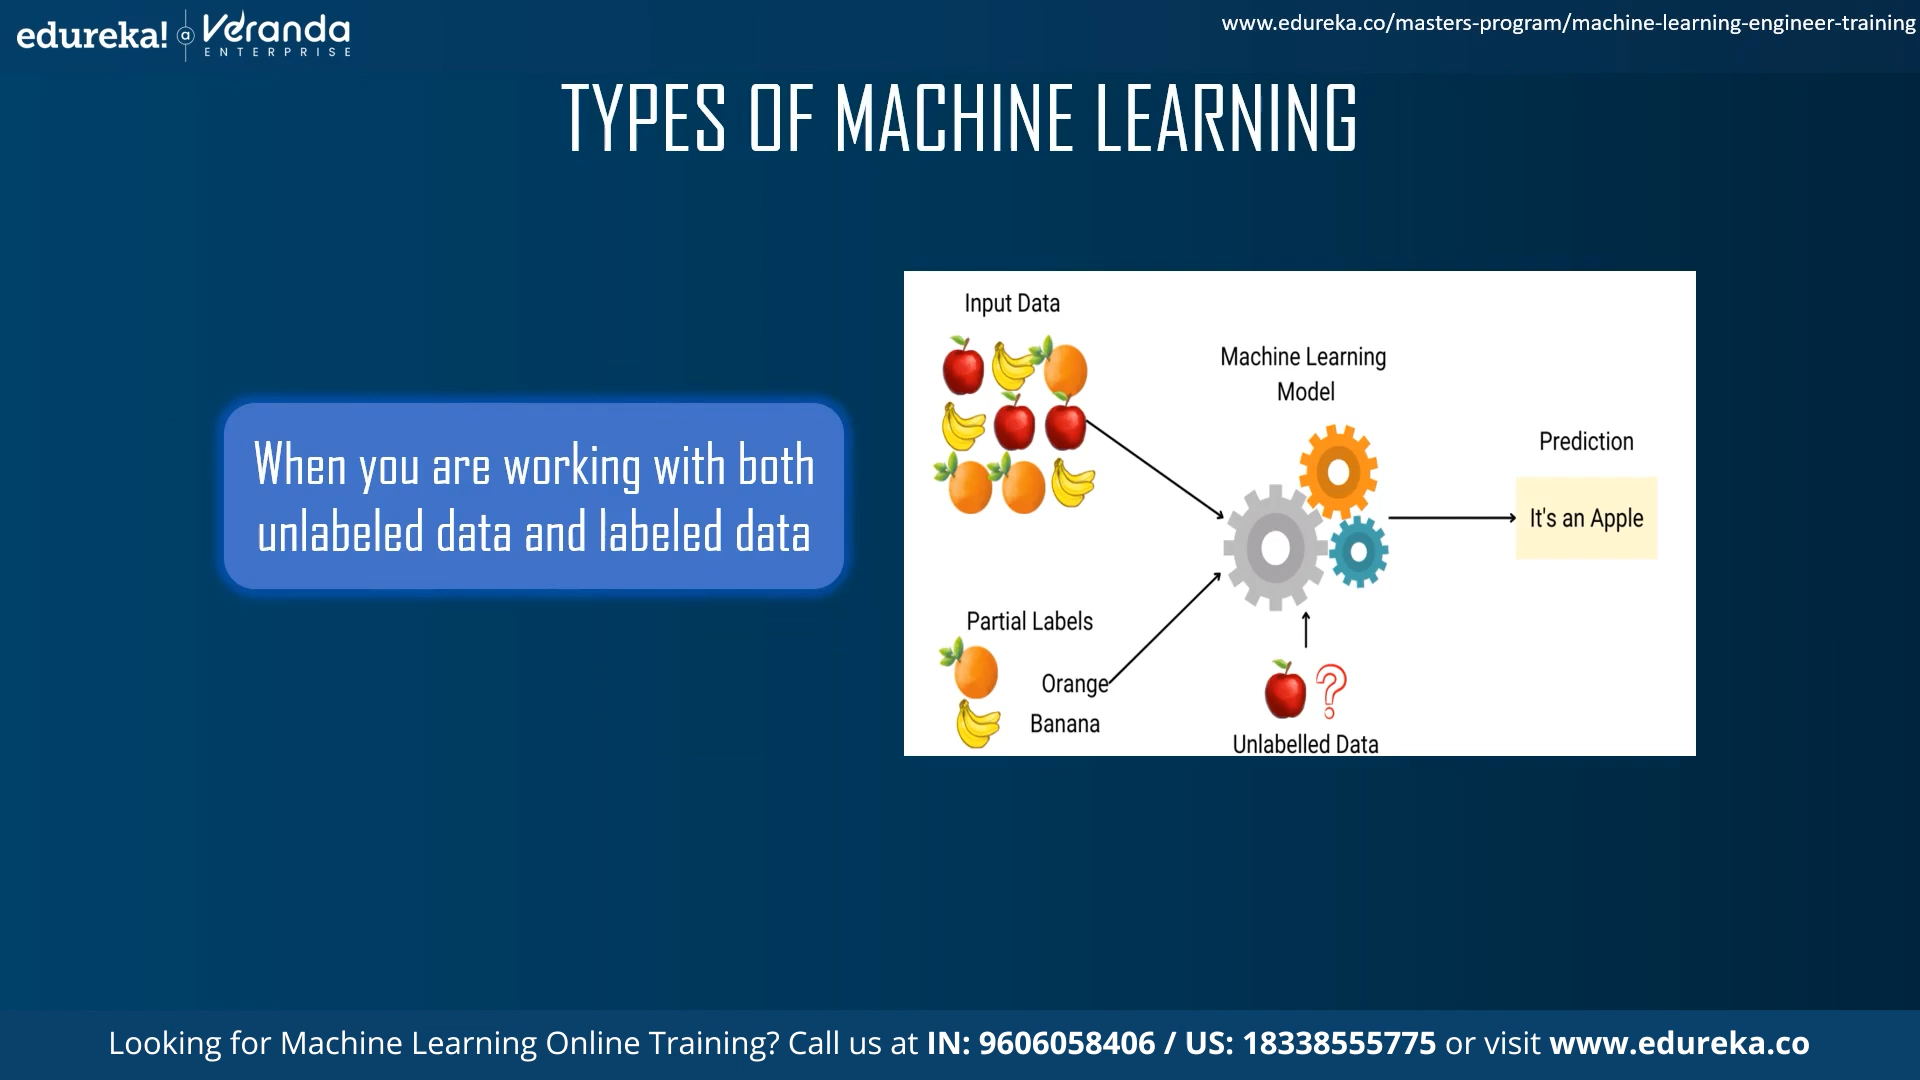 edureka! a Veranda
ENTERPRISE
www.edureka.co/masters-program/machine-learning-engineer-training
TYPES OF MACHINE LEARNING
When you are working with both
unlabeled data and labeled data
Input Data
Machine Learning
Model
Prediction
It's an Apple
Partial Labels
Orange
Banana
?
Unlabelled Data
Looking for Machine Learning Online Training? Call us at IN: 9606058406 / US: 18338555775 or visit www.edureka.co